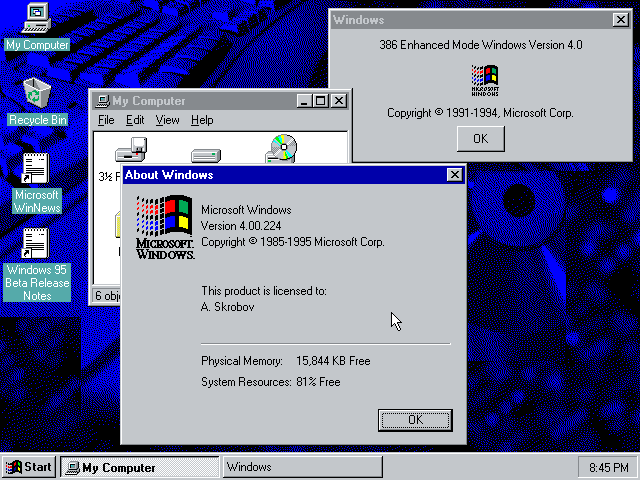 My Computer
Recycle Bin
Microsoft
WinNews
Windows 95
Beta Release
Notes
Windows
386 Enhanced Mode Windows Version 4.0
MICROSOFT
WINDOWS
Copyright © 1991-1994, Microsoft Corp.
OK
My Computer
File Edit View Help
3½
6 obj
About Windows
MICROSOFT
WINDOWS.
Microsoft Windows
Version 4.00.224
Copyright © 1985-1995 Microsoft Corp.
This product is licensed to:
A. Skrobov
Physical Memory: 15,844 KB Free
System Resources: 81% Free
OK
Start
My Computer
Windows
8:45 PM